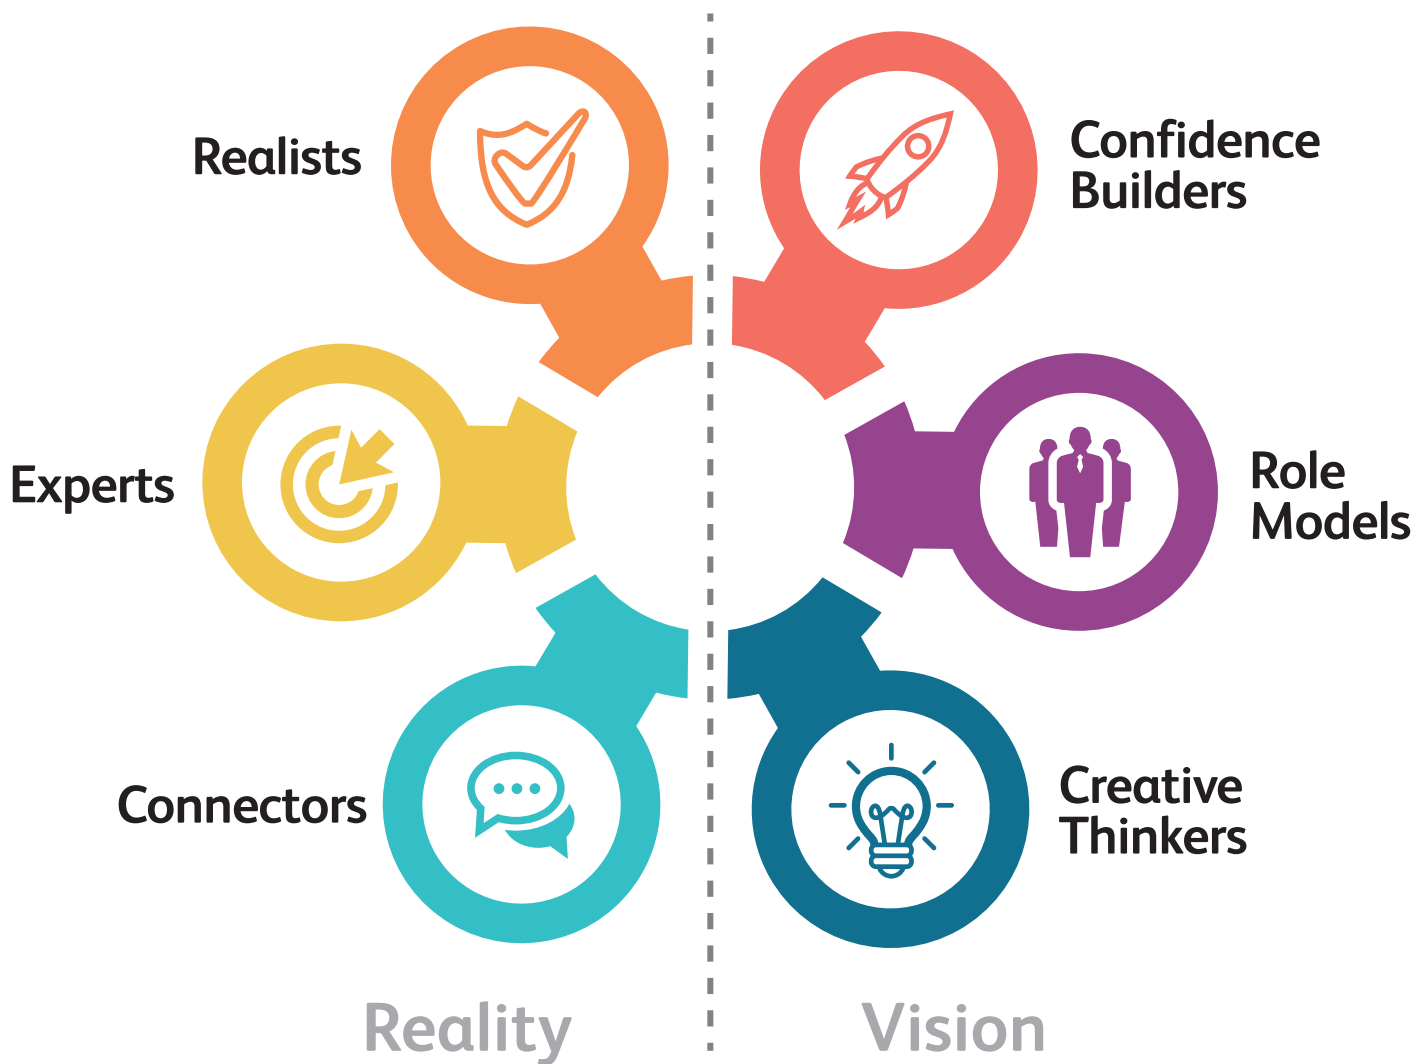 Realists
Confidence
Builders
Experts
Role
Models
Connectors
Creative
Thinkers
Reality
Vision